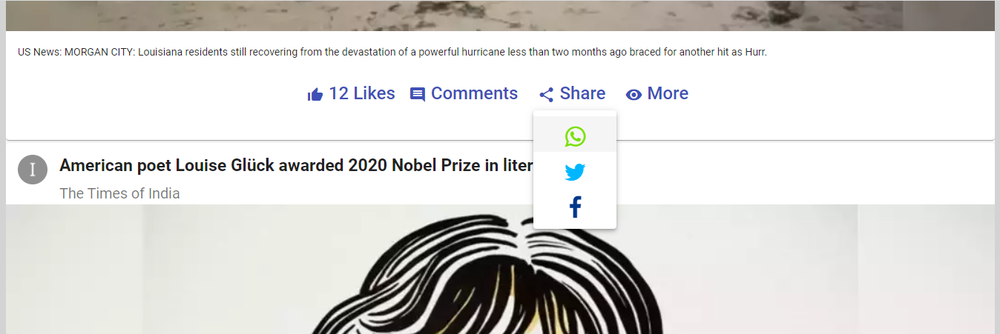 US News: MORGAN CITY: Louisiana residents still recovering from the devastation of a powerful hurricane less than two months ago braced for another hit as Hurr.
12 Likes Comments Share More
I American poet Louise Glück awarded 2020 Nobel Prize in liter
The Times of India